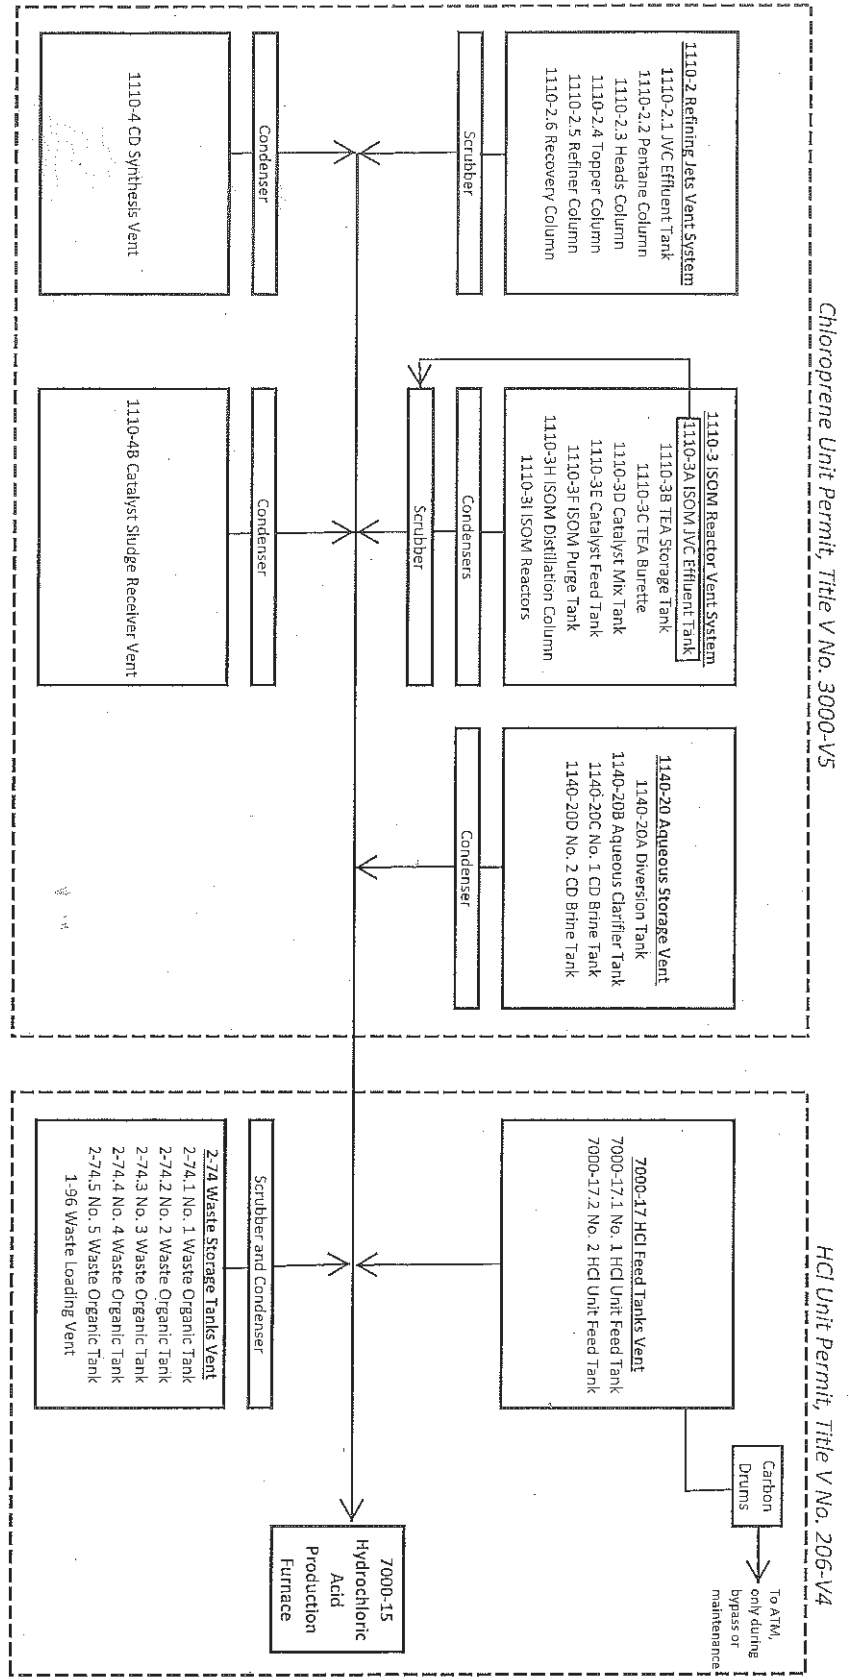 Chloroprene Unit Permit, Title V No. 3000-V5
1110-2 Refining Jets Vent System
1110-2.1 JVC Effluent Tank
1110-2.2 Pentane Column
1110-2.3 Heads Column
1110-2.4 Topper Column
1110-2.5 Refiner Column
1110-2.6 Recovery Column
Scrubber
Condenser
1110-4 CD Synthesis Vent
1110-3 ISOM Reactor Vent System
1110-3A ISOM JVC Effluent Tank
1110-3B TEA Storage Tank
1110-3C TEA Burette
1110-3D Catalyst Mix Tank
1110-3E Catalyst Feed Tank
1110-3F ISOM Purge Tank
1110-3H ISOM Distillation Column
1110-3I ISOM Reactors
Condensers
Scrubber
Condenser
1110-4B Catalyst Sludge Receiver Vent
1140-20 Aqueous Storage Vent
1140-20A Diversion Tank
1140-20B Aqueous Clarifier Tank
1140-20C No. 1 CD Brine Tank
1140-20D No. 2 CD Brine Tank
Condenser
HCl Unit Permit, Title V No. 206-V4
7000-17 HCl Feed Tanks Vent
7000-17.1 No. 1 HCl Unit Feed Tank
7000-17.2 No. 2 HCl Unit Feed Tank
Carbon
Drums
To ATM,
only during
bypass or
maintenance
Scrubber and Condenser
2-74 Waste Storage Tanks Vent
2-74.1 No. 1 Waste Organic Tank
2-74.2 No. 2 Waste Organic Tank
2-74.3 No. 3 Waste Organic Tank
2-74.4 No. 4 Waste Organic Tank
2-74.5 No. 5 Waste Organic Tank
1-96 Waste Loading Vent
7000-15
Hydrochloric
Acid
Production
Furnace